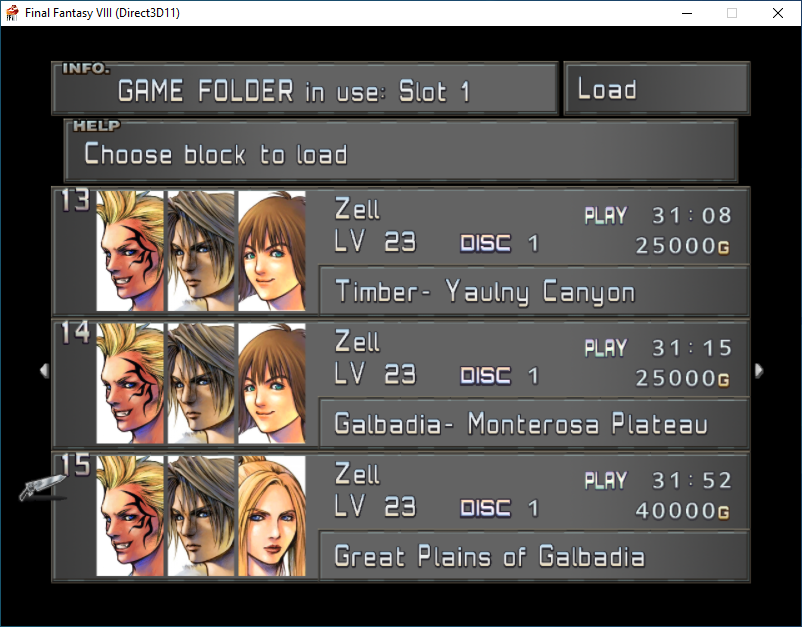 Final Fantasy VIII (Direct3D11)
INFO.
GAME FOLDER in use: Slot 1
Load
HELP
Choose block to load
13
Zell
PLAY 31:08
LV 23 DISC 1
25000G
Timber- Yaulny Canyon
14
Zell
PLAY 31:15
LV 23 DISC 1
25000G
Galbadia- Monterosa Plateau
15
Zell
PLAY 31:52
LV 23 DISC 1
40000G
Great Plains of Galbadia